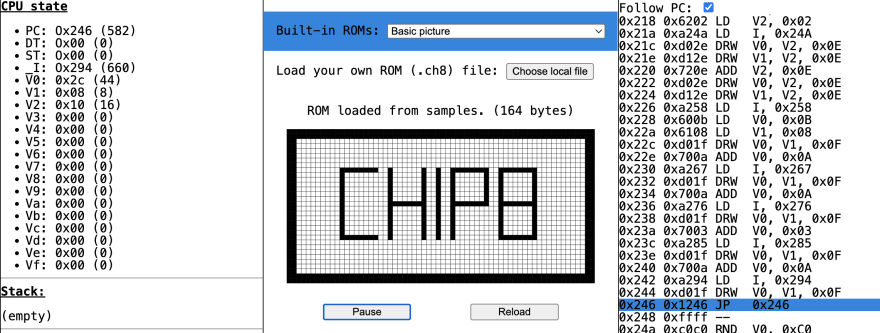 CPU state
PC: 0x246 (582)
DT: 0x00 (0)
ST: 0x00 (0)
_I: 0x294 (660)
V0: 0x2c (44)
V1: 0x08 (8)
V2: 0x10 (16)
V3: 0x00 (0)
V4: 0x00 (0)
V5: 0x00 (0)
V6: 0x00 (0)
V7: 0x00 (0)
V8: 0x00 (0)
V9: 0x00 (0)
Va: 0x00 (0)
Vb: 0x00 (0)
Vc: 0x00 (0)
Vd: 0x00 (0)
Ve: 0x00 (0)
Vf: 0x00 (0)
Stack:
(empty)
Built-in ROMs: Basic picture
Load your own ROM (.ch8) file: Choose local file
ROM loaded from samples. (164 bytes)
CHIP8
Pause Reload
Follow PC:
0x218 0x6202 LD V2, 0x02
0x21a 0xa24a LD I, 0x24A
0x21c 0xd02e DRW V0, V2, 0x0E
0x21e 0xd12e DRW V1, V2, 0x0E
0x220 0x720e ADD V2, 0x0E
0x222 0xd02e DRW V0, V2, 0x0E
0x224 0xd12e DRW V1, V2, 0x0E
0x226 0xa258 LD I, 0x258
0x228 0x600b LD V0, 0x0B
0x22a 0x6108 LD V1, 0x08
0x22c 0xd01f DRW V0, V1, 0x0F
0x22e 0x700a ADD V0, 0x0A
0x230 0xa267 LD I, 0x267
0x232 0xd01f DRW V0, V1, 0x0F
0x234 0x700a ADD V0, 0x0A
0x236 0xa276 LD I, 0x276
0x238 0xd01f DRW V0, V1, 0x0F
0x23a 0x7003 ADD V0, 0x03
0x23c 0xa285 LD I, 0x285
0x23e 0xd01f DRW V0, V1, 0x0F
0x240 0x700a ADD V0, 0x0A
0x242 0xa294 LD I, 0x294
0x244 0xd01f DRW V0, V1, 0x0F
0x246 0x1246 JP 0x246
0x248 0xffff --
0x24a 0xc0c0 RND V0, 0xC0